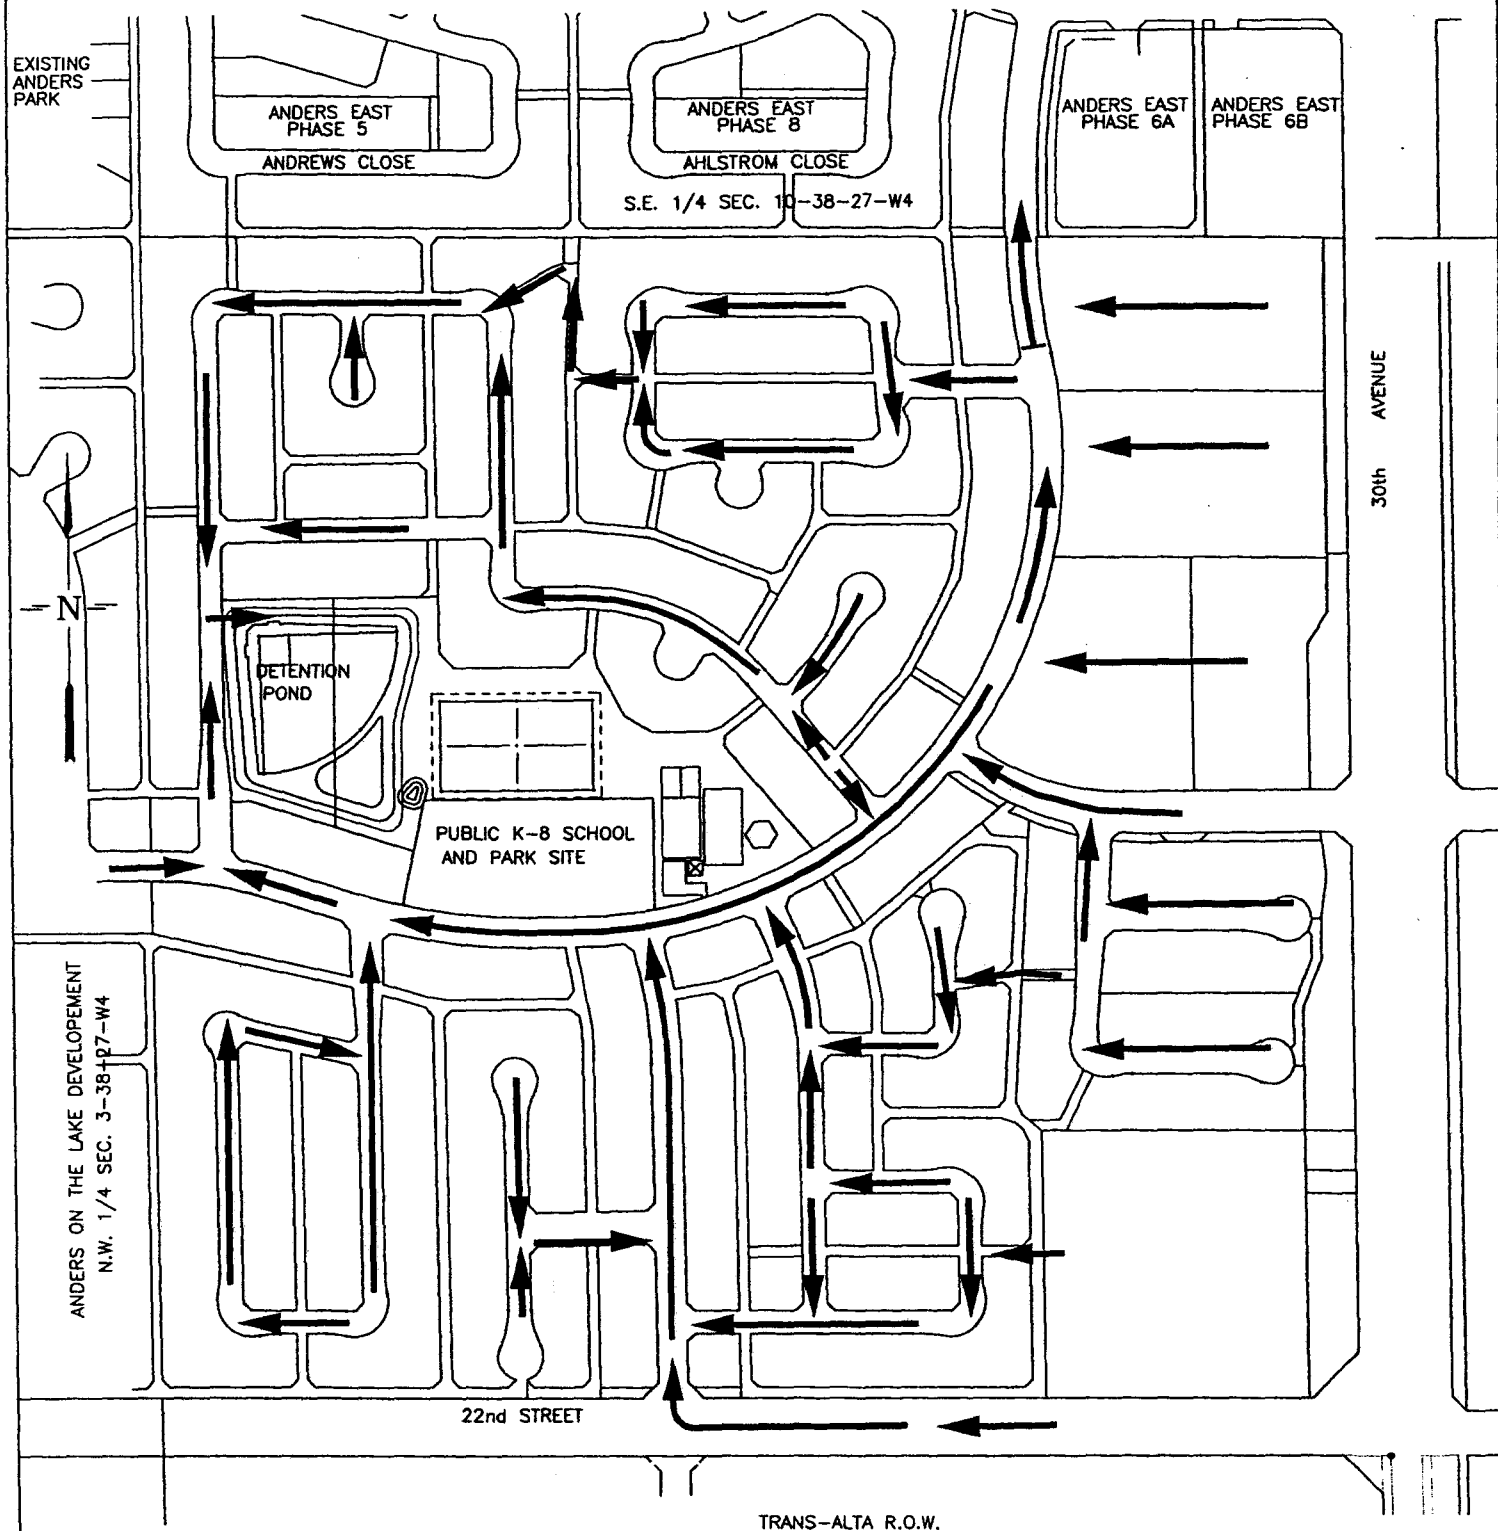 EXISTING
ANDERS
PARK
ANDERS EAST
PHASE 5
ANDREWS CLOSE
ANDERS EAST
PHASE 8
AHLSTROM CLOSE
S.E. 1/4 SEC. 10-38-27-W4
ANDERS EAST
PHASE 6A
ANDERS EAST
PHASE 6B
30th AVENUE
N
DETENTION
POND
PUBLIC K-8 SCHOOL
AND PARK SITE
ANDERS ON THE LAKE DEVELOPEMENT
N.W. 1/4 SEC. 3-38-27-W4
22nd STREET
TRANS-ALTA R.O.W.